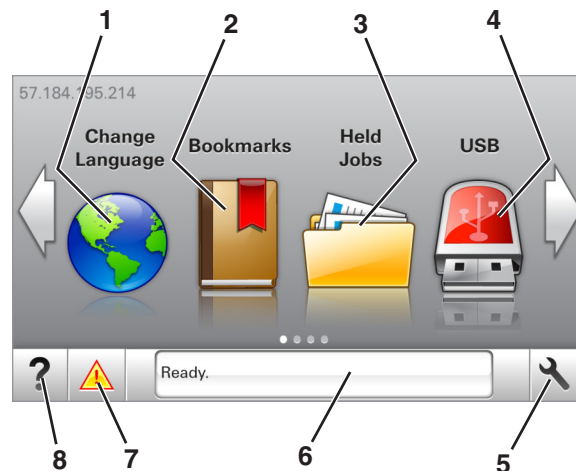 1 2 3 4
57.184.195.214
Change Language
Bookmarks
Held Jobs
USB
?
!
Ready.
8 7 6 5